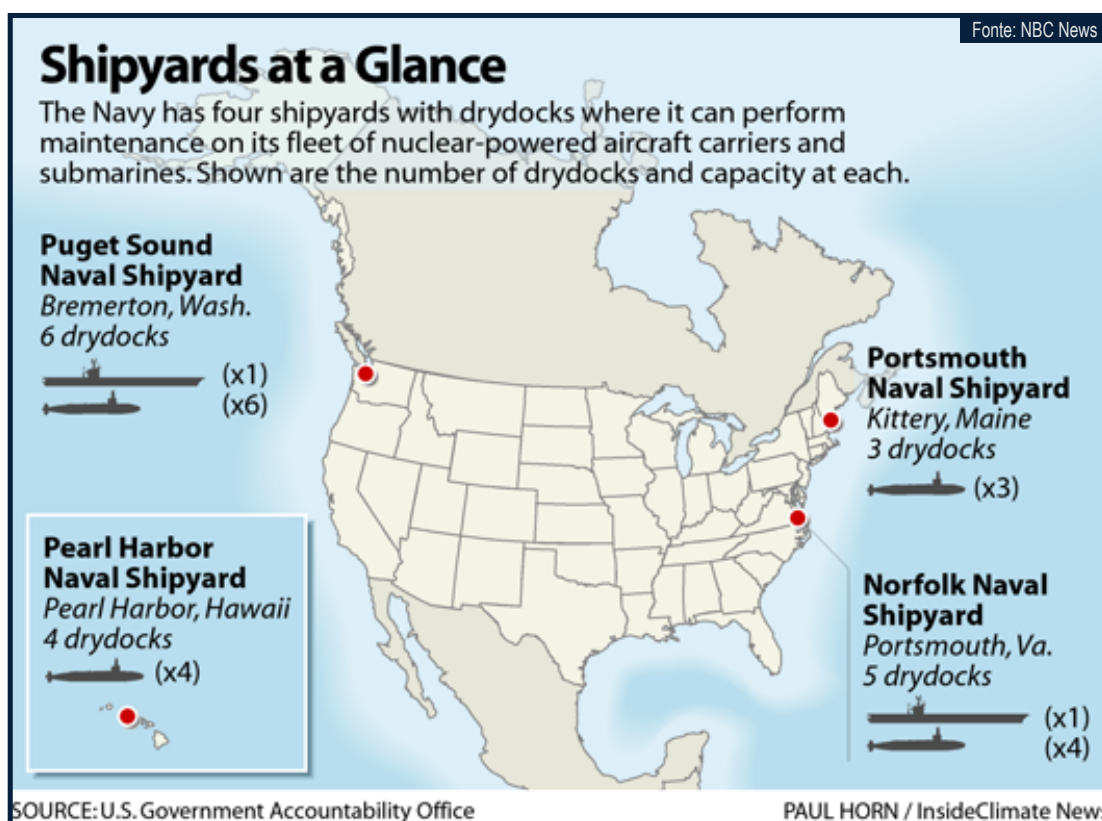 Fonte: NBC News
Shipyards at a Glance
The Navy has four shipyards with drydocks where it can perform
maintenance on its fleet of nuclear-powered aircraft carriers and
submarines. Shown are the number of drydocks and capacity at each.
Puget Sound
Naval Shipyard
Bremerton, Wash.
6 drydocks
(x1)
(x6)
Portsmouth
Naval Shipyard
Kittery, Maine
3 drydocks
(x3)
Pearl Harbor
Naval Shipyard
Pearl Harbor, Hawaii
4 drydocks
(x4)
Norfolk Naval
Shipyard
Portsmouth, Va.
5 drydocks
(x1)
(x4)
SOURCE: U.S. Government Accountability Office
PAUL HORN / InsideClimate News